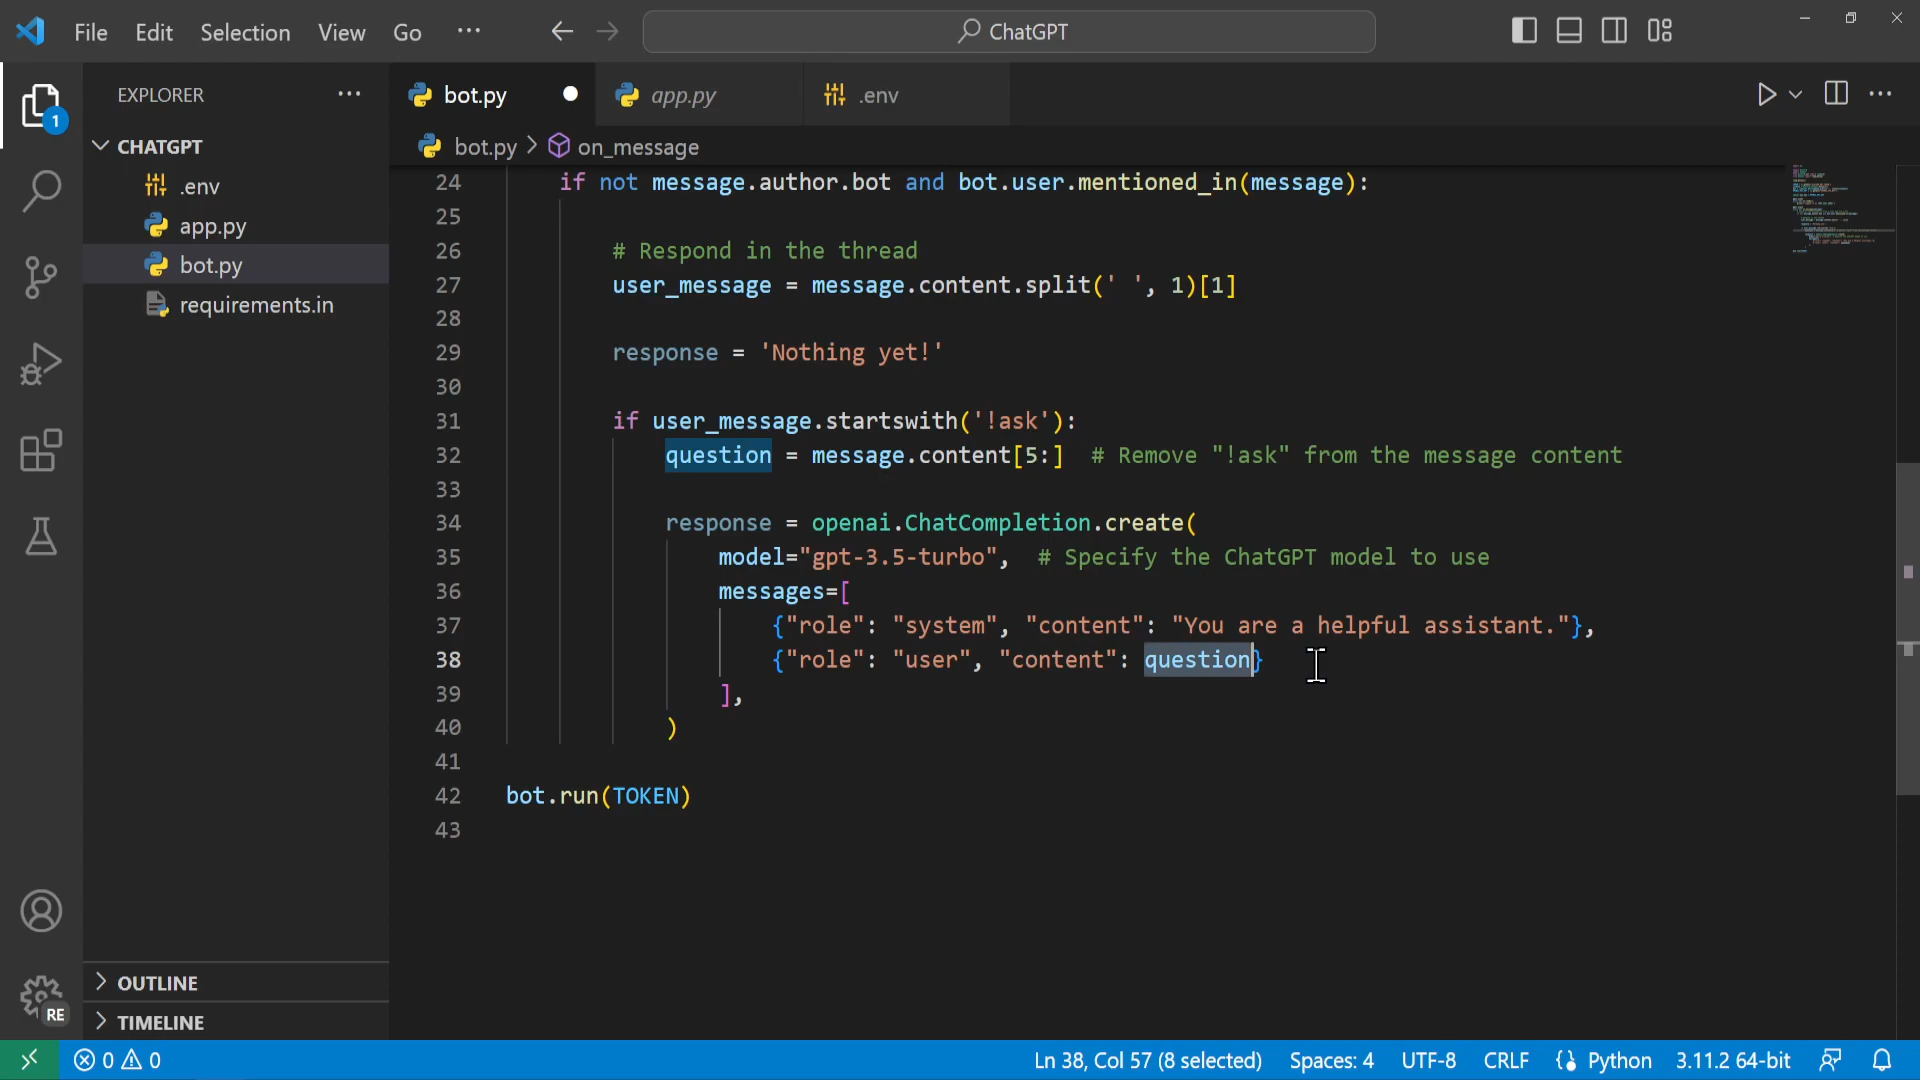 File Edit Selection View Go ··· ChatGPT
EXPLORER ···
bot.py app.py .env ···
1
CHATGPT
bot.py > on_message
.env
app.py
bot.py
requirements.in
24 if not message.author.bot and bot.user.mentioned_in(message):
25
26 # Respond in the thread
27 user_message = message.content.split(' ', 1)[1]
28
29 response = 'Nothing yet!'
30
31 if user_message.startswith('!ask'):
32 question = message.content[5:] # Remove "!ask" from the message content
33
34 response = openai.ChatCompletion.create(
35 model="gpt-3.5-turbo", # Specify the ChatGPT model to use
36 messages=[
37 {"role": "system", "content": "You are a helpful assistant."},
38 {"role": "user", "content": question}
39 ],
40 )
41
42 bot.run(TOKEN)
43
OUTLINE
RE
TIMELINE
0 0 Ln 38, Col 57 (8 selected) Spaces: 4 UTF-8 CRLF Python 3.11.2 64-bit